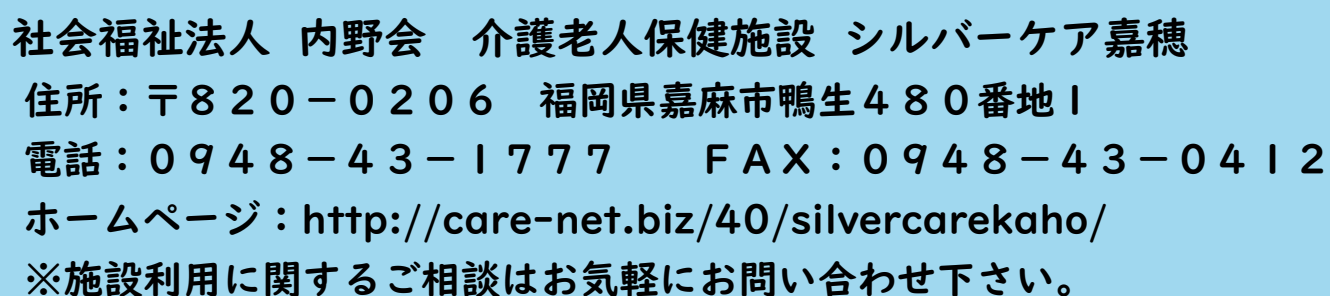 社会福祉法人 内野会　介護老人保健施設 シルバーケア嘉穂
住所：〒８２０－０２０６　福岡県嘉麻市鴨生４８０番地１
電話：０９４８－４３－１７７７　　ＦＡＸ：０９４８－４３－０４１２
ホームページ：http://care-net.biz/40/silvercarekaho/
※施設利用に関するご相談はお気軽にお問い合わせ下さい。